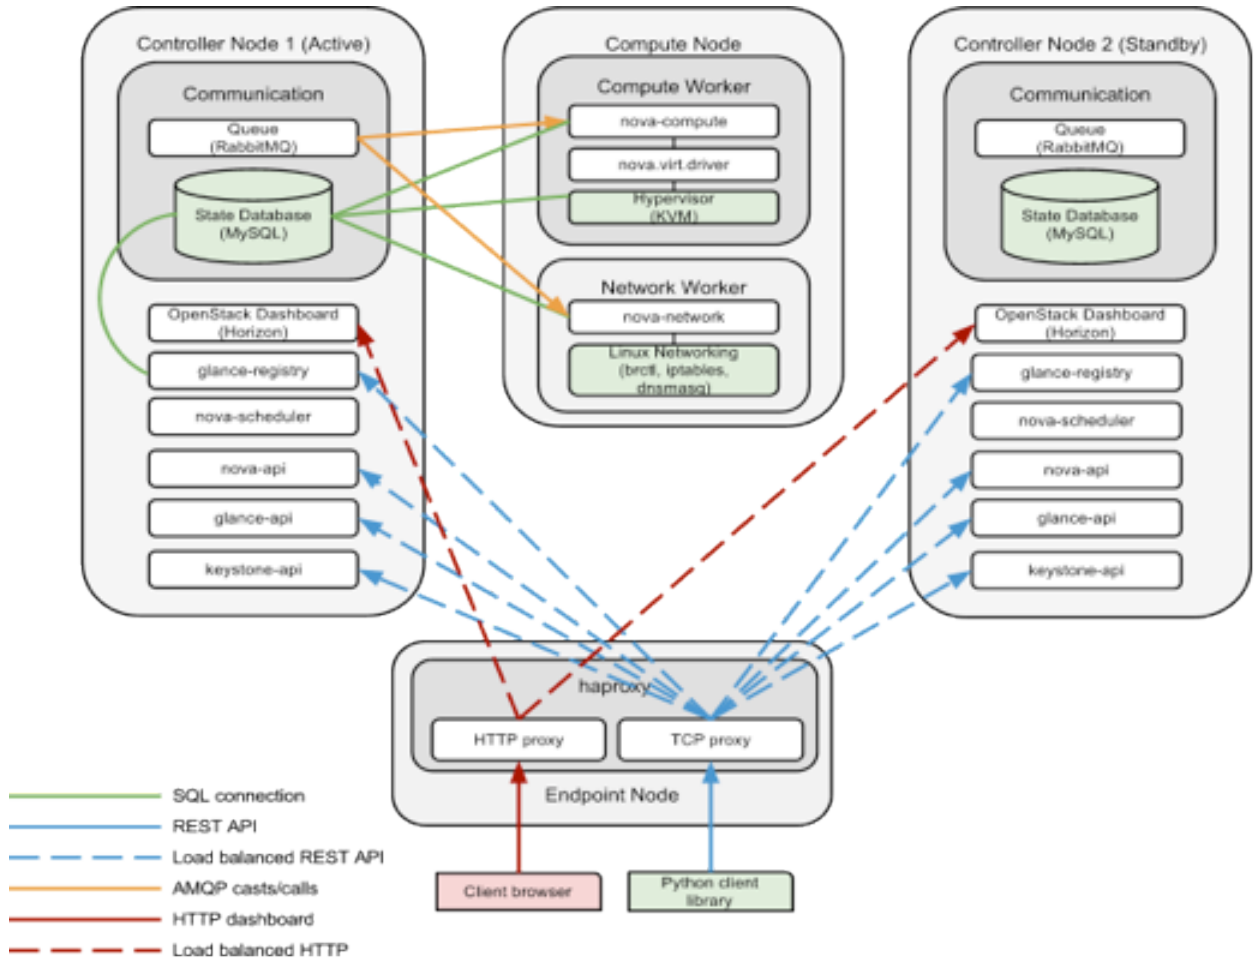 Controller Node 1 (Active)
Communication
Queue
(RabbitMQ)
State Database
(MySQL)
OpenStack Dashboard
(Horizon)
glance-registry
nova-scheduler
nova-api
glance-api
keystone-api
Compute Node
Compute Worker
nova-compute
nova.virt.driver
Hypervisor
(KVM)
Network Worker
nova-network
Linux Networking
(brctl, iptables,
dnsmasq)
Controller Node 2 (Standby)
Communication
Queue
(RabbitMQ)
State Database
(MySQL)
OpenStack Dashboard
(Horizon)
glance-registry
nova-scheduler
nova-api
glance-api
keystone-api
haproxy
HTTP proxy
TCP proxy
Endpoint Node
Client browser
Python client
library
SQL connection
REST API
Load balanced REST API
AMQP casts/calls
HTTP dashboard
Load balanced HTTP